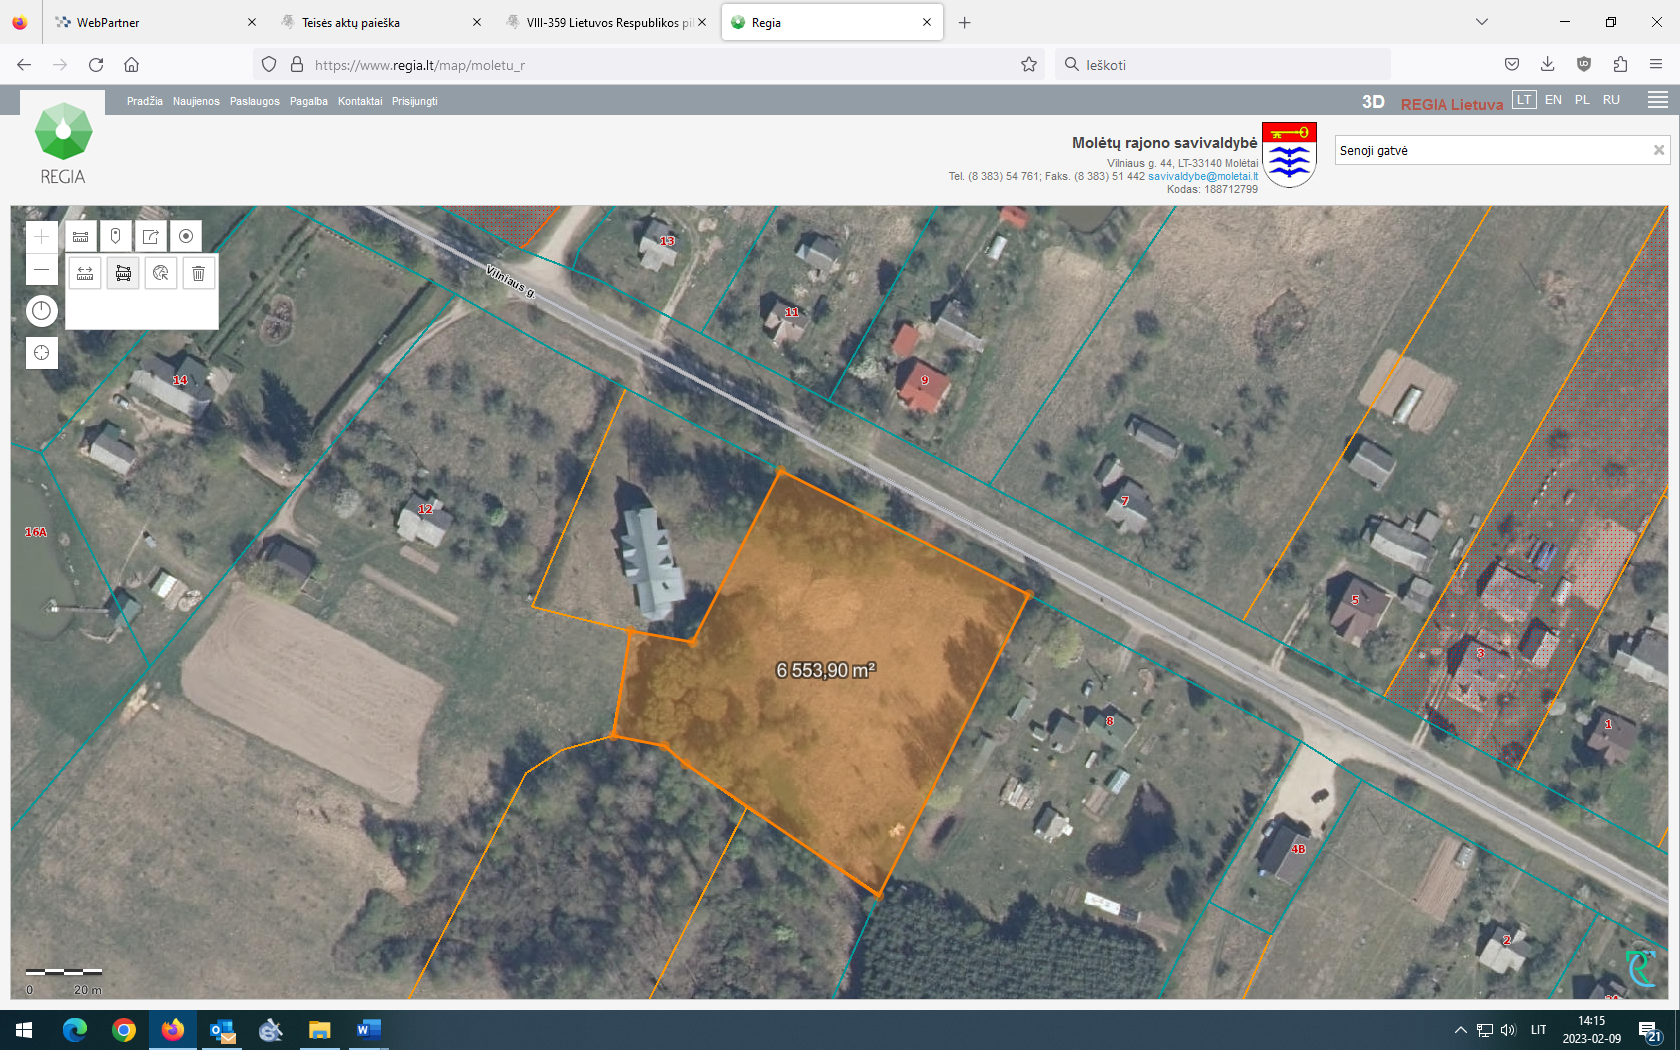 WebPartner
Teisės aktų paieška
VIII-359 Lietuvos Respublikos pi
Regia
https://www.regia.lt/map/moletu_r
Ieškoti
Pradžia Naujienos Paslaugos Pagalba Kontaktai Prisijungti
3D REGIA Lietuva LT EN PL RU
REGIA
Molėtų rajono savivaldybė
Vilniaus g. 44, LT-33140 Molėtai
Tel. (8 383) 54 761; Faks. (8 383) 51 442 savivaldybe@moletai.lt
Kodas: 188712799
Senoji gatvė
13
Vilniaus g.
11
14
9
12
7
16A
5
3
6 553,90 m²
8
1
4B
2
0 20 m
LIT
14:15
2023-02-09
21